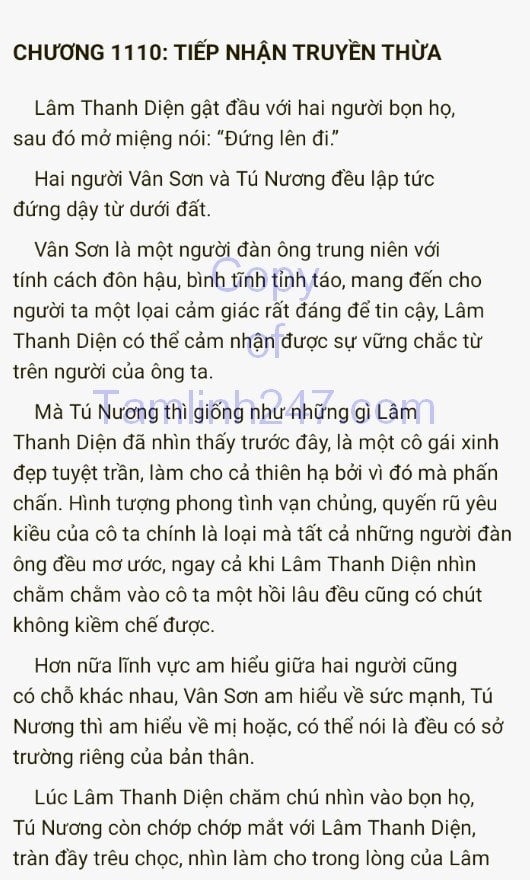 CHƯƠNG 1110: TIẾP NHẬN TRUYỀN THỪA
Lâm Thanh Diện gật đầu với hai người bọn họ,
sau đó mở miệng nói: “Đứng lên đi.”
Hai người Vân Sơn và Tú Nương đều lập tức
đứng dậy từ dưới đất.
Vân Sơn là một người đàn ông trung niên với
tính cách đôn hậu, bình tĩnh tỉnh táo, mang đến cho
người ta một lọai cảm giác rất đáng để tin cậy, Lâm
Thanh Diện có thể cảm nhận được sự vững chắc từ
trên người của ông ta.
Mà Tú Nương thì giống như những gì Lâm
Thanh Diện đã nhìn thấy trước đây, là một cô gái xinh
đẹp tuyệt trần, làm cho cả thiên hạ bởi vì đó mà phấn
chấn. Hình tượng phong tình vạn chủng, quyến rũ yêu
kiều của cô ta chính là loại mà tất cả những người đàn
ông đều mơ ước, ngay cả khi Lâm Thanh Diện nhìn
chằm chằm vào cô ta một hồi lâu đều cũng có chút
không kiềm chế được.
Hơn nữa lĩnh vực am hiểu giữa hai người cũng
có chỗ khác nhau, Vân Sơn am hiểu về sức mạnh, Tú
Nương thì am hiểu về mị hoặc, có thể nói là đều có sở
trường riêng của bản thân.
Lúc Lâm Thanh Diện chăm chú nhìn vào bọn họ,
Tú Nương còn chớp chớp mắt với Lâm Thanh Diện,
tràn đầy trêu chọc, nhìn làm cho trong lòng của Lâm
Copy
of
Tamlinh247.com